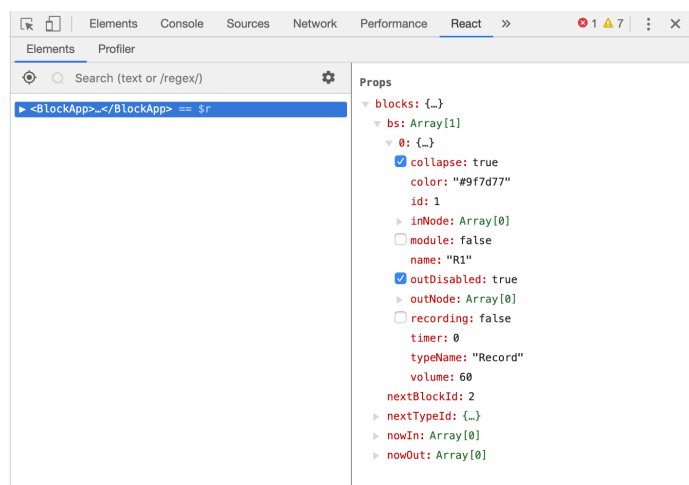 Elements Console Sources Network Performance React » 1 7
Elements Profiler
Search (text or /regex/)
▶ <BlockApp>…</BlockApp> == $r
Props
▼ blocks: {…}
▼ bs: Array[1]
▼ 0: {…}
collapse: true
color: "#9f7d77"
id: 1
▶ inNode: Array[0]
module: false
name: "R1"
outDisabled: true
▶ outNode: Array[0]
recording: false
timer: 0
typeName: "Record"
volume: 60
nextBlockId: 2
▶ nextTypeId: {…}
▶ nowIn: Array[0]
▶ nowOut: Array[0]